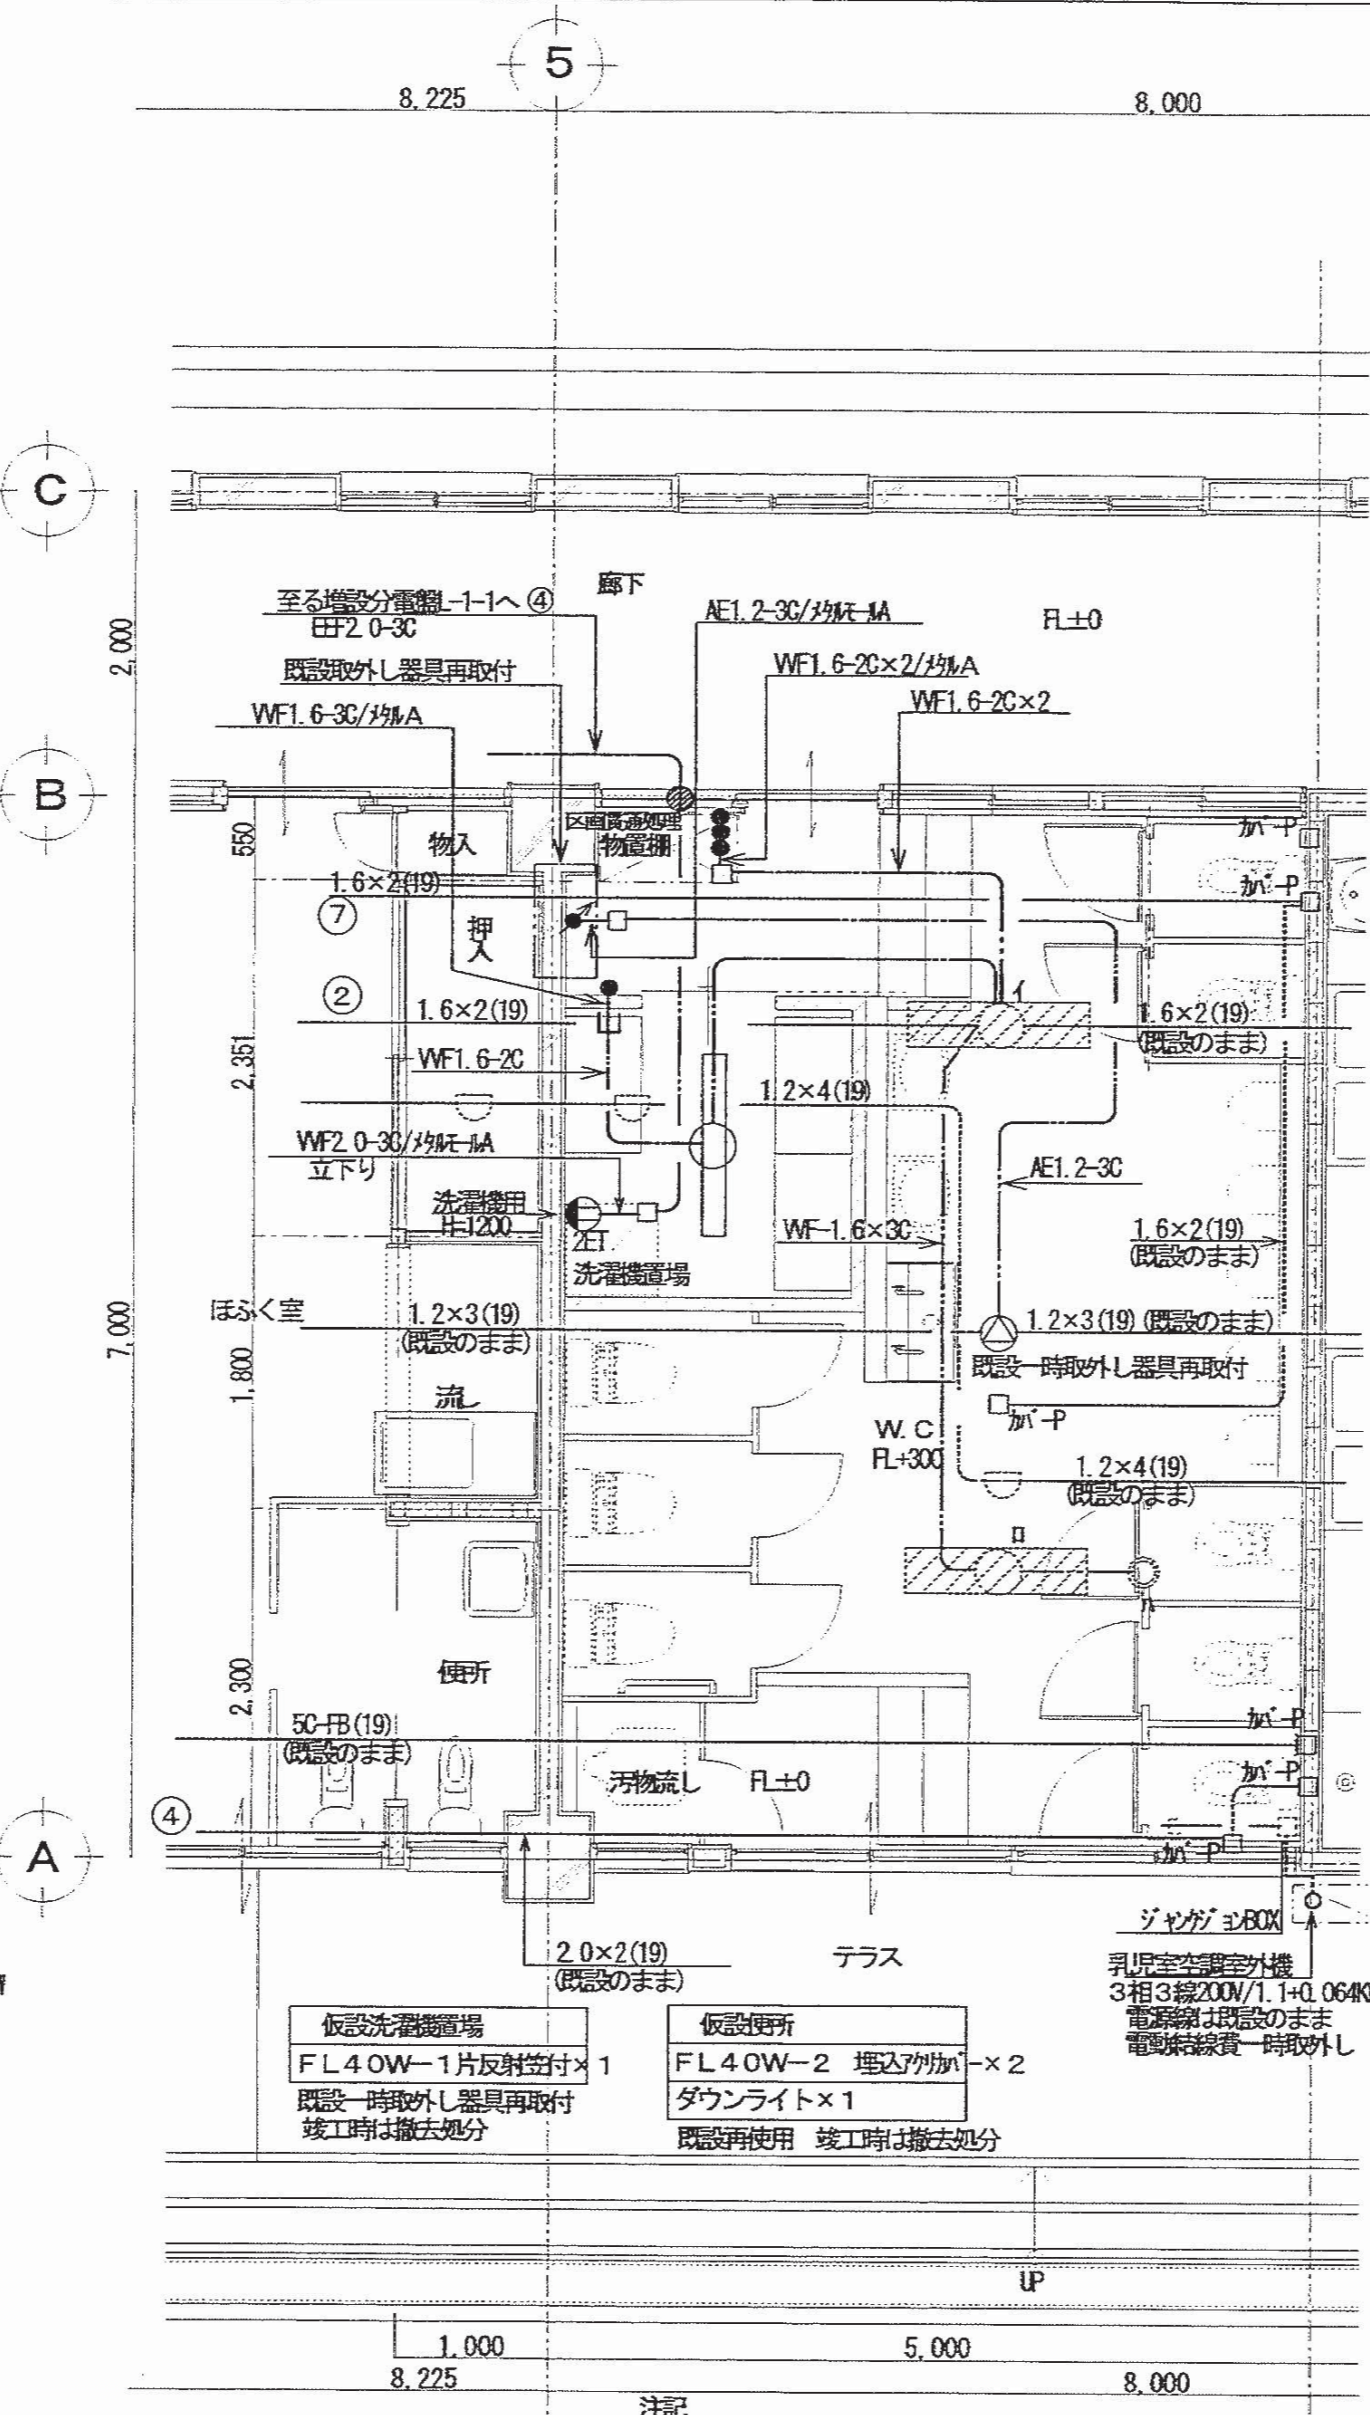 5
8,225
8,000
C
廊下
至る増設分電盤L-1-1へ ④
EEF2.0-3C
AE1.2-3C/メタルモールA
FL±0
2,000
既設取外し器具再取付
VVF1.6-2C×2/メタルA
VVF1.6-3C/メタルA
VVF1.6-2C×2
B
550
物入
区画貫通処理
物置棚
カバーP
1.6×2(19)
カバーP
⑦
押入
②
イ
1.6×2(19)
1.6×2(19)
(既設のまま)
2,351
VVF1.6-2C
1.2×4(19)
VVF2.0-3C/メタルモールA
立下り
AE1.2-3C
洗濯機用
H=1200
2ET
VVF-1.6×3C
1.6×2(19)
(既設のまま)
洗濯機置場
7,000
ほふく室
1.2×3(19)
(既設のまま)
1.2×3(19) (既設のまま)
既設一時取外し器具再取付
1,800
流し
カバーP
W.C
FL+300
1.2×4(19)
(既設のまま)
ロ
ハ
2,300
便所
5C-FB(19)
(既設のまま)
カバーP
汚物流し
FL±0
カバーP
④
A
カバーP
ジャンクションBOX
2.0×2(19)
(既設のまま)
テラス
乳児室空調室外機
3相3線200V/1.1+0.064K
電源線は既設のまま
電動結線費一時取外し
仮設洗濯機置場
FL40W-1片反射笠付×1
既設一時取外し器具再取付
竣工時は撤去処分
仮設便所
FL40W-2 埋込アクリルカバー×2
ダウンライト×1
既設再使用 竣工時は撤去処分
UP
1,000
5,000
8,225
8,000
注記